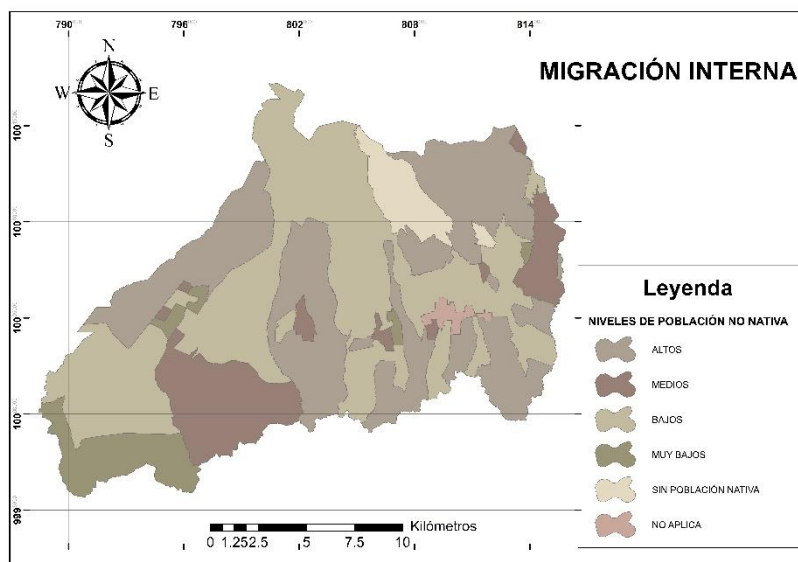 790 796 802 808 814
MIGRACIÓN INTERNA
N
W E
S
100
100
100
100
999
Leyenda
NIVELES DE POBLACIÓN NO NATIVA
ALTOS
MEDIOS
BAJOS
MUY BAJOS
SIN POBLACIÓN NATIVA
NO APLICA
Kilómetros
0 1.252.5 5 7.5 10